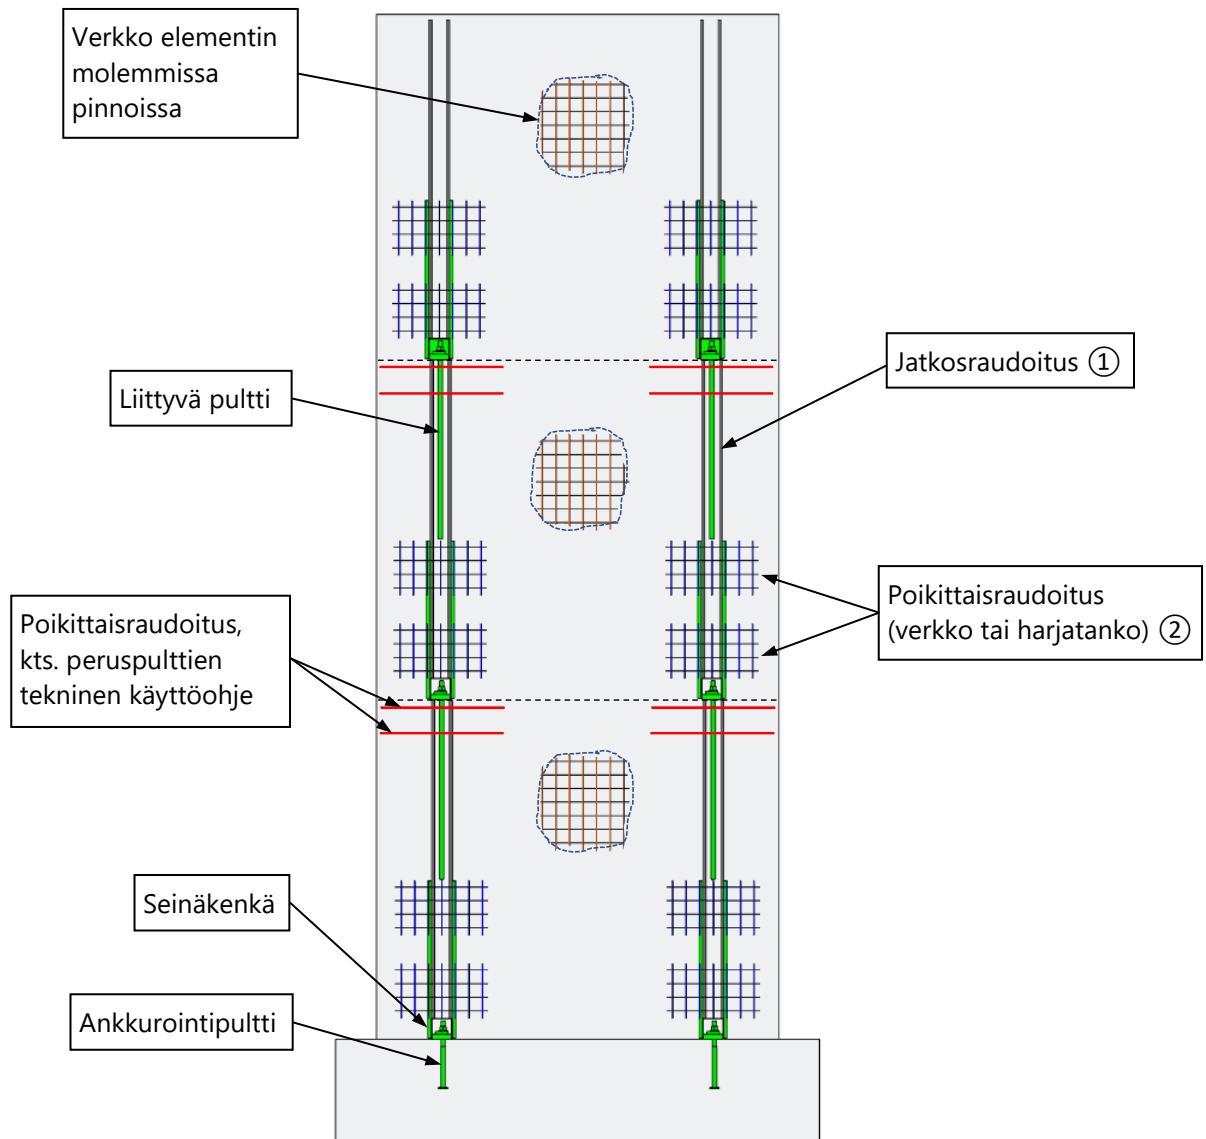 Verkko elementin
molemmissa
pinnoissa
Jatkosraudoitus ①
Liittyvä pultti
Poikittaisraudoitus
(verkko tai harjatanko) ②
Poikittaisraudoitus,
kts. peruspulttien
tekninen käyttöohje
Seinäkenkä
Ankkurointipultti